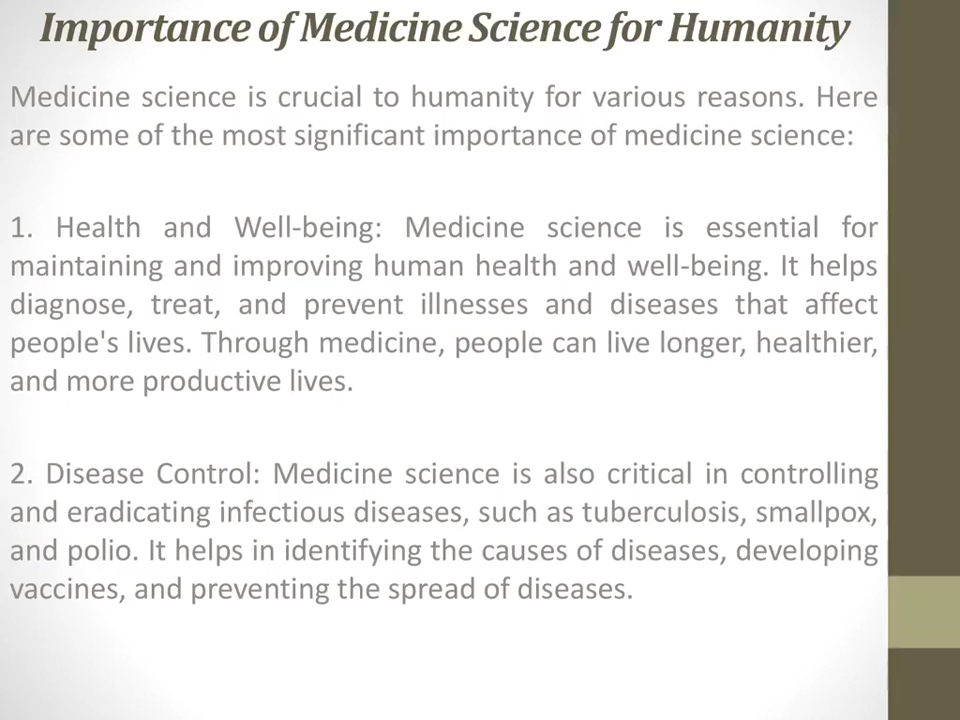 Importance of Medicine Science for Humanity
Medicine science is crucial to humanity for various reasons. Here
are some of the most significant importance of medicine science:
1. Health and Well-being: Medicine science is essential for
maintaining and improving human health and well-being. It helps
diagnose, treat, and prevent illnesses and diseases that affect
people's lives. Through medicine, people can live longer, healthier,
and more productive lives.
2. Disease Control: Medicine science is also critical in controlling
and eradicating infectious diseases, such as tuberculosis, smallpox,
and polio. It helps in identifying the causes of diseases, developing
vaccines, and preventing the spread of diseases.